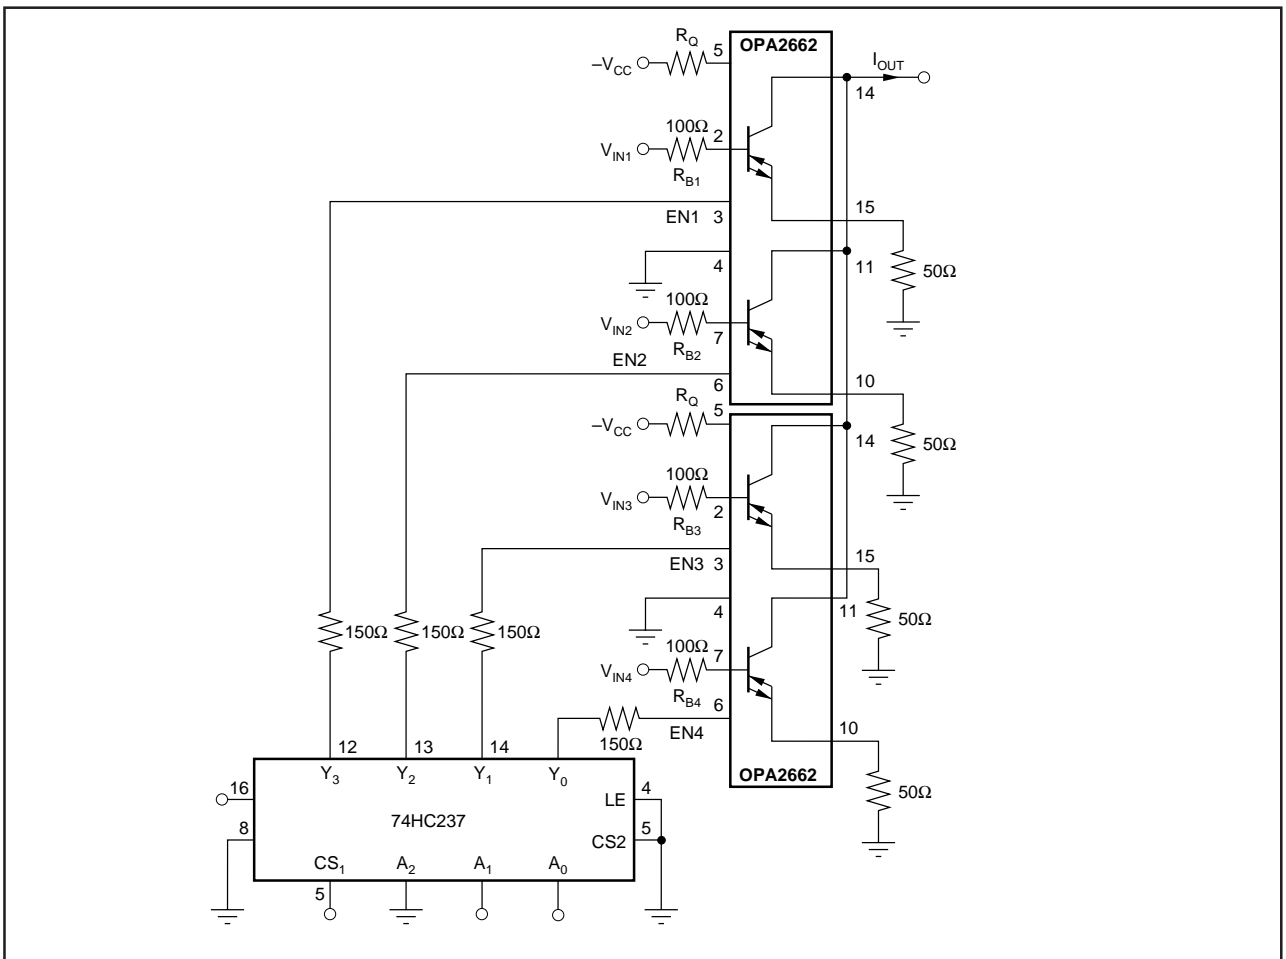 OPA2662
R_Q
5
–V_CC
I_OUT
14
100Ω
2
V_IN1
R_B1
EN1 3
15
4
11
50Ω
100Ω
V_IN2
7
R_B2
EN2
6
10
R_Q
5
–V_CC
14
50Ω
100Ω
V_IN3
2
R_B3
EN3 3
15
4
11
150Ω
150Ω
150Ω
50Ω
100Ω
7
V_IN4
R_B4
6
EN4
150Ω
10
12
13
14
Y_3
Y_2
Y_1
Y_0
OPA2662
16
LE
4
50Ω
74HC237
8
CS2
5
CS_1
A_2
A_1
A_0
5